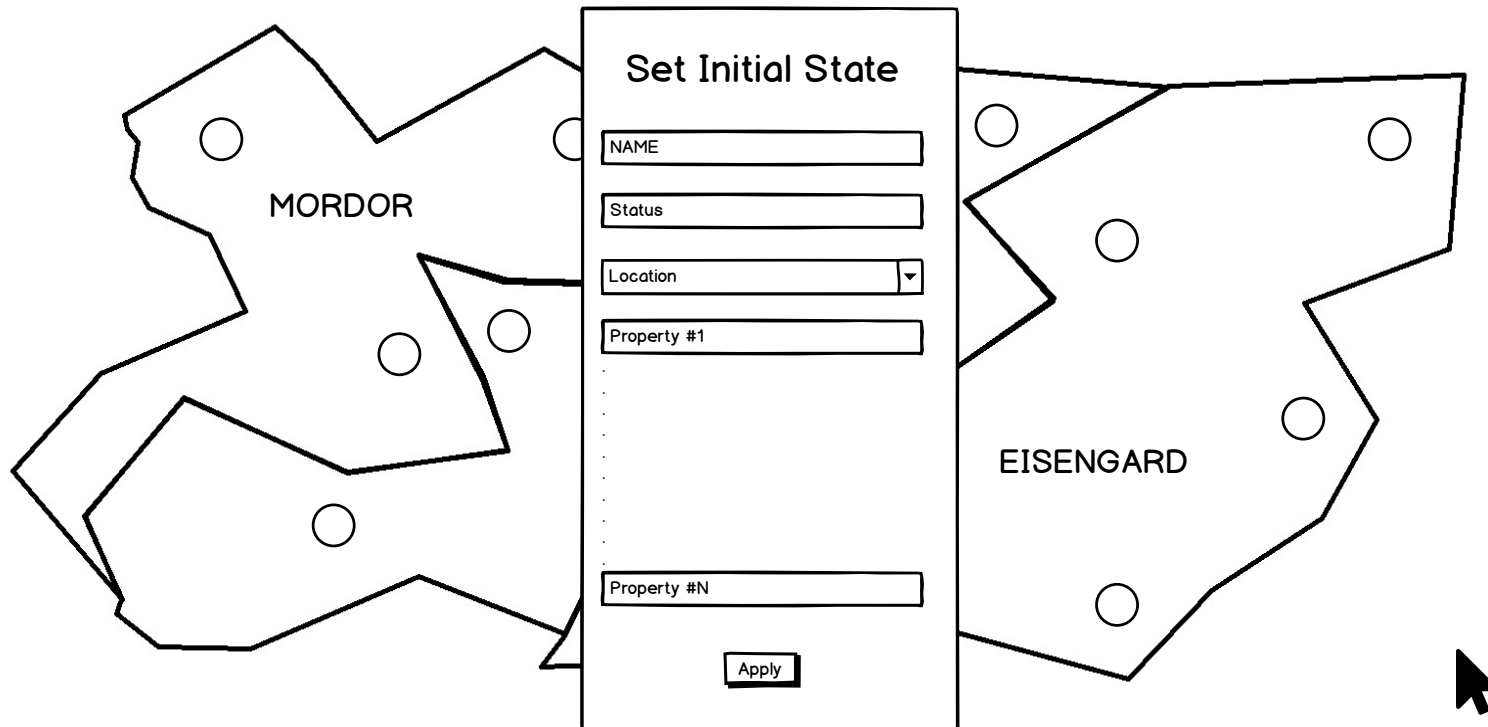 Set Initial State
NAME
MORDOR
Status
Location
Property #1
EISENGARD
Property #N
Apply